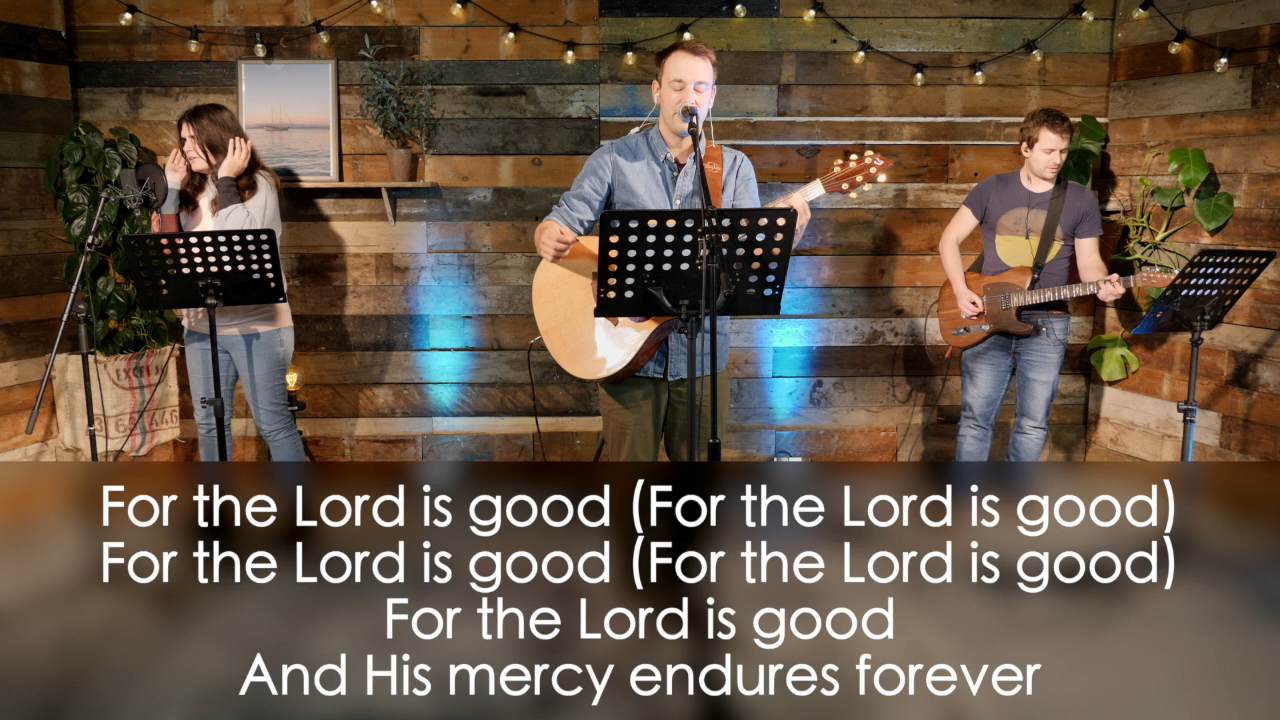 For the Lord is good (For the Lord is good)
For the Lord is good (For the Lord is good)
For the Lord is good
And His mercy endures forever